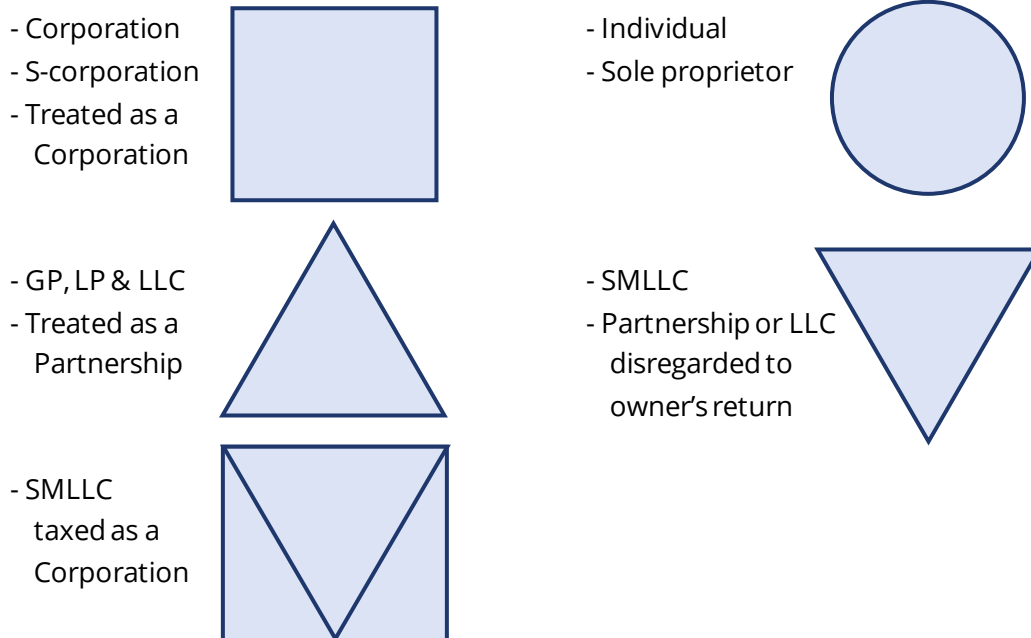 - Corporation
- S-corporation
- Treated as a
Corporation
- Individual
- Sole proprietor
- GP, LP & LLC
- Treated as a
Partnership
- SMLLC
- Partnership or LLC
disregarded to
owner’s return
- SMLLC
taxed as a
Corporation